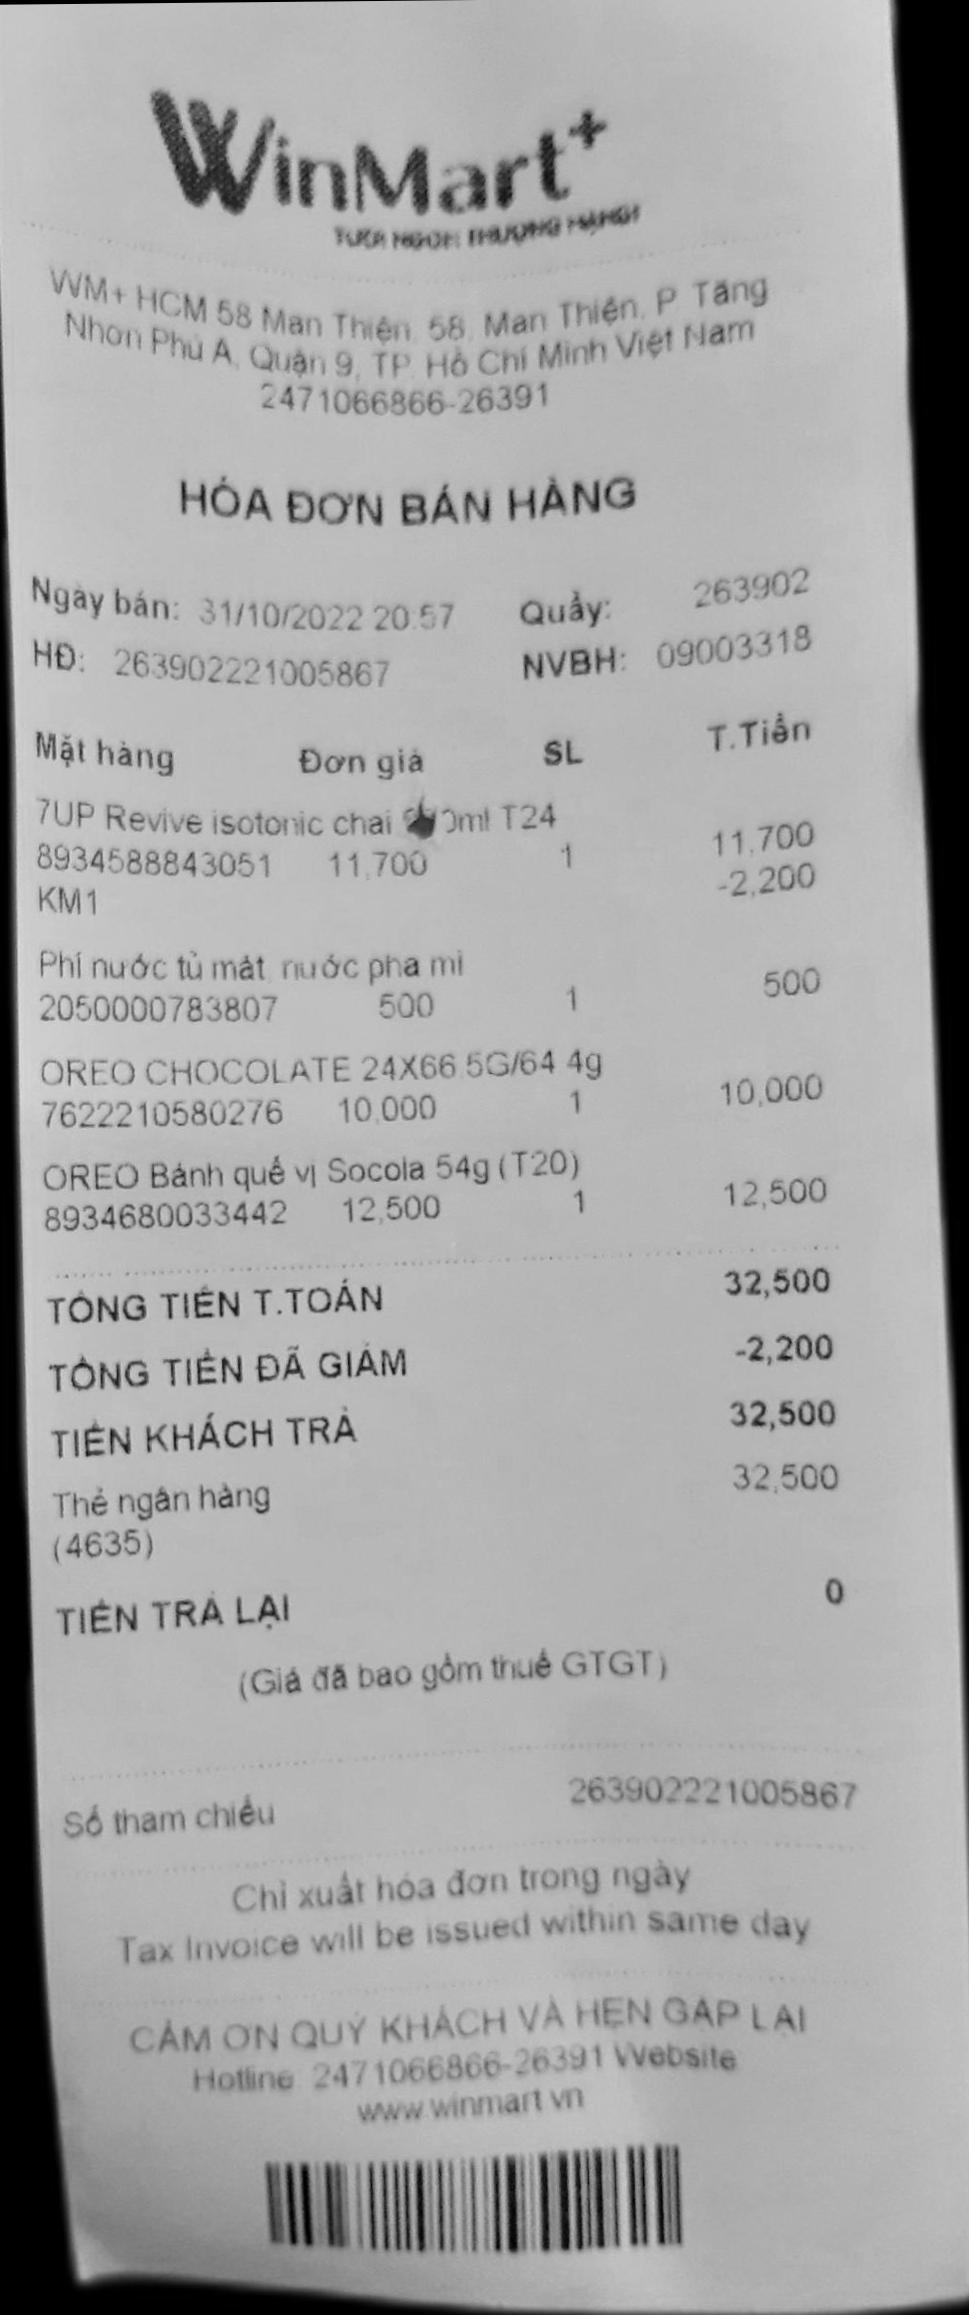 WinMart+
TƯƠI NGON THƯỢNG HẠNG!
WM+ HCM 58 Man Thiện, 58, Man Thiện, P. Tăng
Nhơn Phú A, Quận 9, TP. Hồ Chí Minh Việt Nam
2471066866-26391
HÓA ĐƠN BÁN HÀNG
Ngày bán: 31/10/2022 20:57 Quầy: 263902
HĐ: 263902221005867 NVBH: 09003318
Mặt hàng Đơn giá SL T.Tiền
7UP Revive isotonic chai T24
8934588843051 11,700 1 11,700
KM1 -2,200
Phí nước tủ mát, nước pha mì
2050000783807 500 1 500
OREO CHOCOLATE 24X66.5G/64.4g
7622210580276 10,000 1 10,000
OREO Bánh quế vị Socola 54g (T20)
8934680033442 12,500 1 12,500
TỔNG TIỀN T.TOÁN 32,500
TỔNG TIỀN ĐÃ GIẢM -2,200
TIỀN KHÁCH TRẢ 32,500
Thẻ ngân hàng 32,500
(4635)
TIỀN TRẢ LẠI 0
(Giá đã bao gồm thuế GTGT)
Số tham chiếu 263902221005867
Chỉ xuất hóa đơn trong ngày
Tax Invoice will be issued within same day
CẢM ƠN QUÝ KHÁCH VÀ HẸN GẶP LẠI
Hotline: 2471066866-26391 Website:
www.winmart.vn